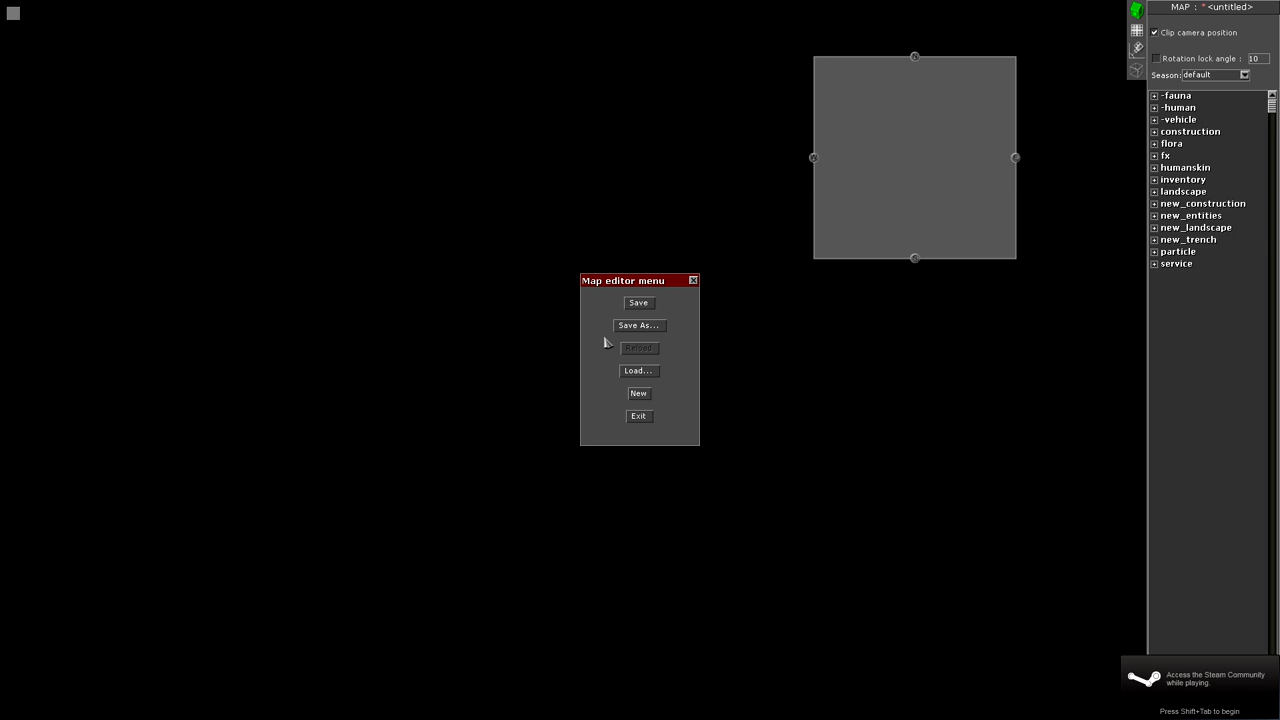 MAP : *<untitled>
Clip camera position
Rotation lock angle : 10
Season: default
-fauna
-human
-vehicle
construction
flora
fx
humanskin
inventory
landscape
new_construction
new_entities
new_landscape
new_trench
particle
service
Map editor menu
Save
Save As...
Reload
Load...
New
Exit
Access the Steam Community
while playing.
Press Shift+Tab to begin